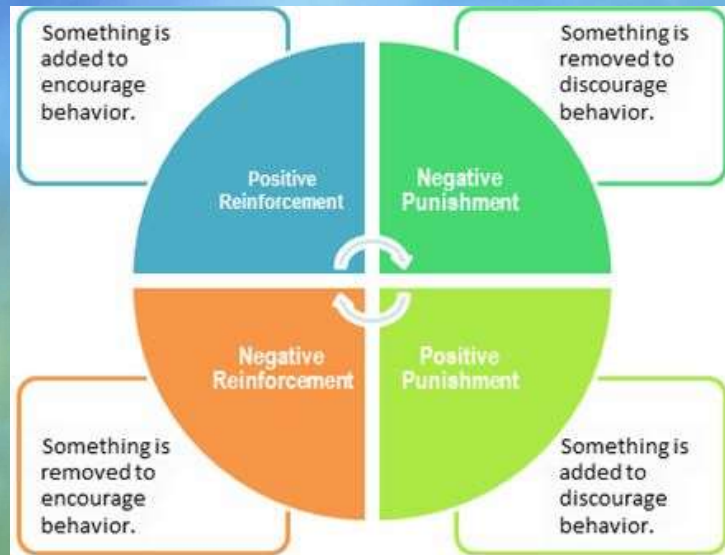 Something is
added to
encourage
behavior.
Something is
removed to
discourage
behavior.
Positive
Reinforcement
Negative
Punishment
Negative
Reinforcement
Positive
Punishment
Something is
removed to
encourage
behavior.
Something is
added to
discourage
behavior.